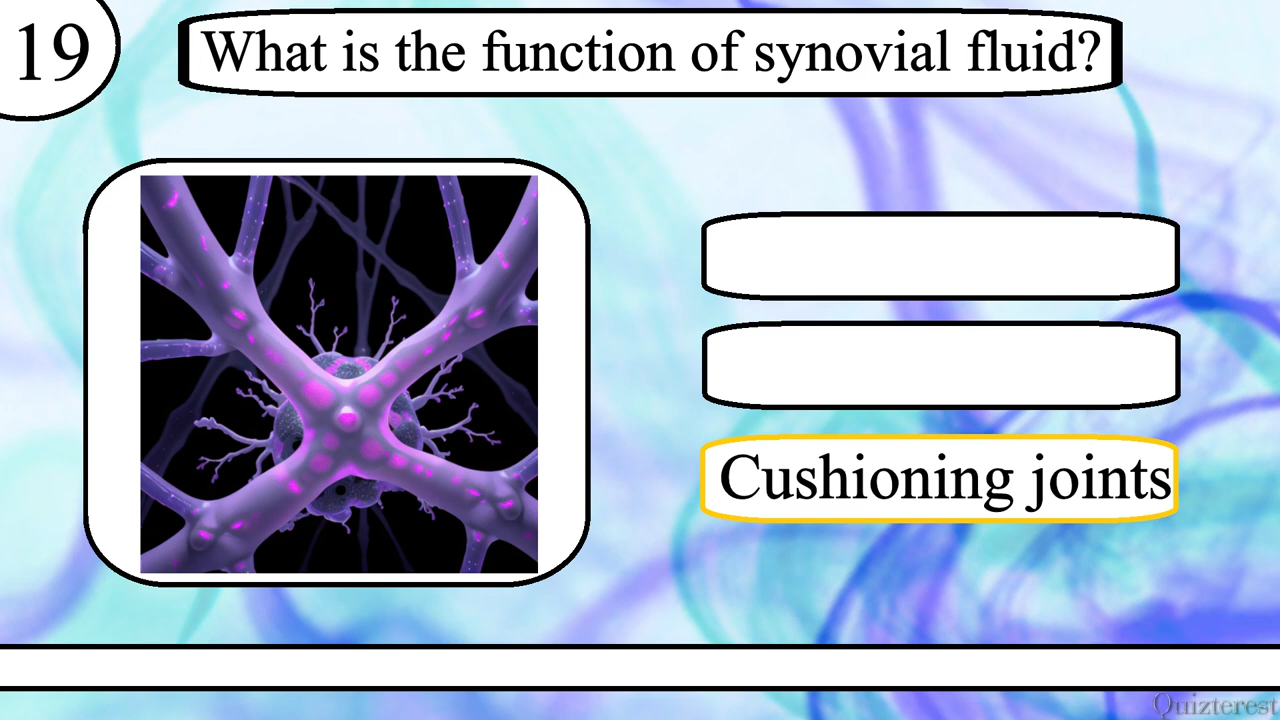 19
What is the function of synovial fluid?
Cushioning joints
Quizterest